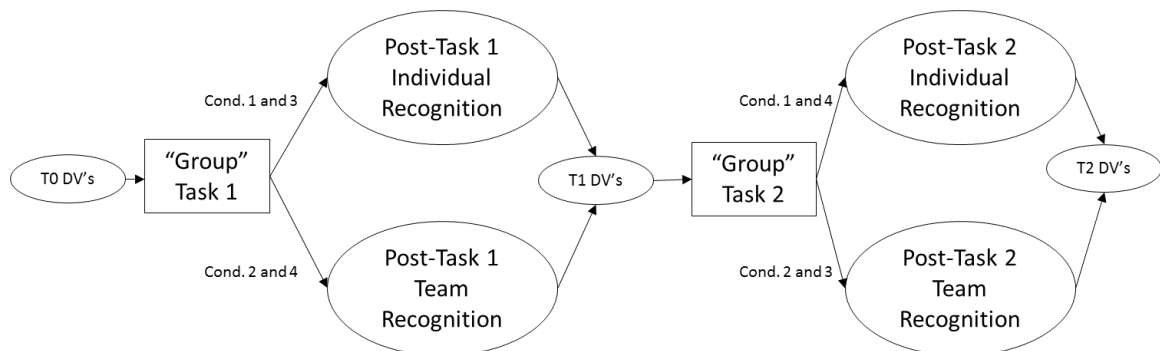 T0 DV's
“Group”
Task 1
Cond. 1 and 3
Cond. 2 and 4
Post-Task 1
Individual
Recognition
Post-Task 1
Team
Recognition
T1 DV's
“Group”
Task 2
Cond. 1 and 4
Cond. 2 and 3
Post-Task 2
Individual
Recognition
Post-Task 2
Team
Recognition
T2 DV's